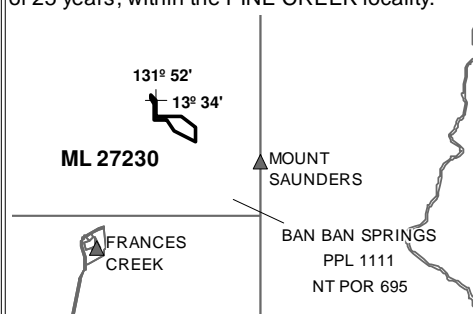 of 25 years, within the PINE CREEK locality.
131º 52'
13º 34'
ML 27230
MOUNT
SAUNDERS
BAN BAN SPRINGS
PPL 1111
NT POR 695
FRANCES
CREEK